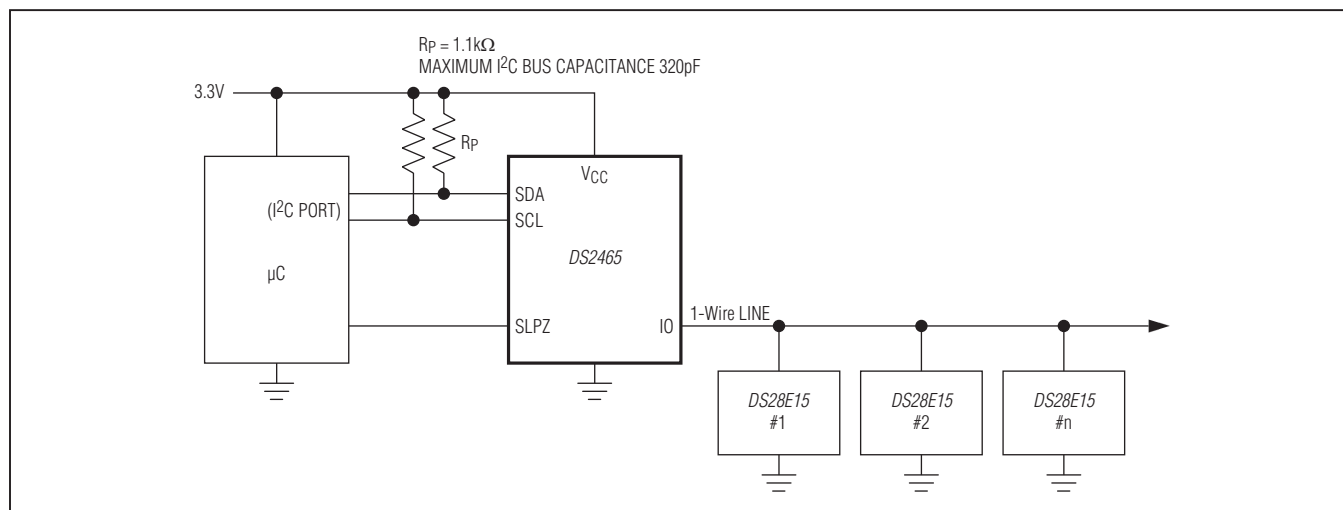 RP = 1.1kΩ
MAXIMUM I²C BUS CAPACITANCE 320pF
3.3V
RP
VCC
(I²C PORT)
SDA
SCL
µC
DS2465
SLPZ
IO
1-Wire LINE
DS28E15
#1
DS28E15
#2
DS28E15
#n